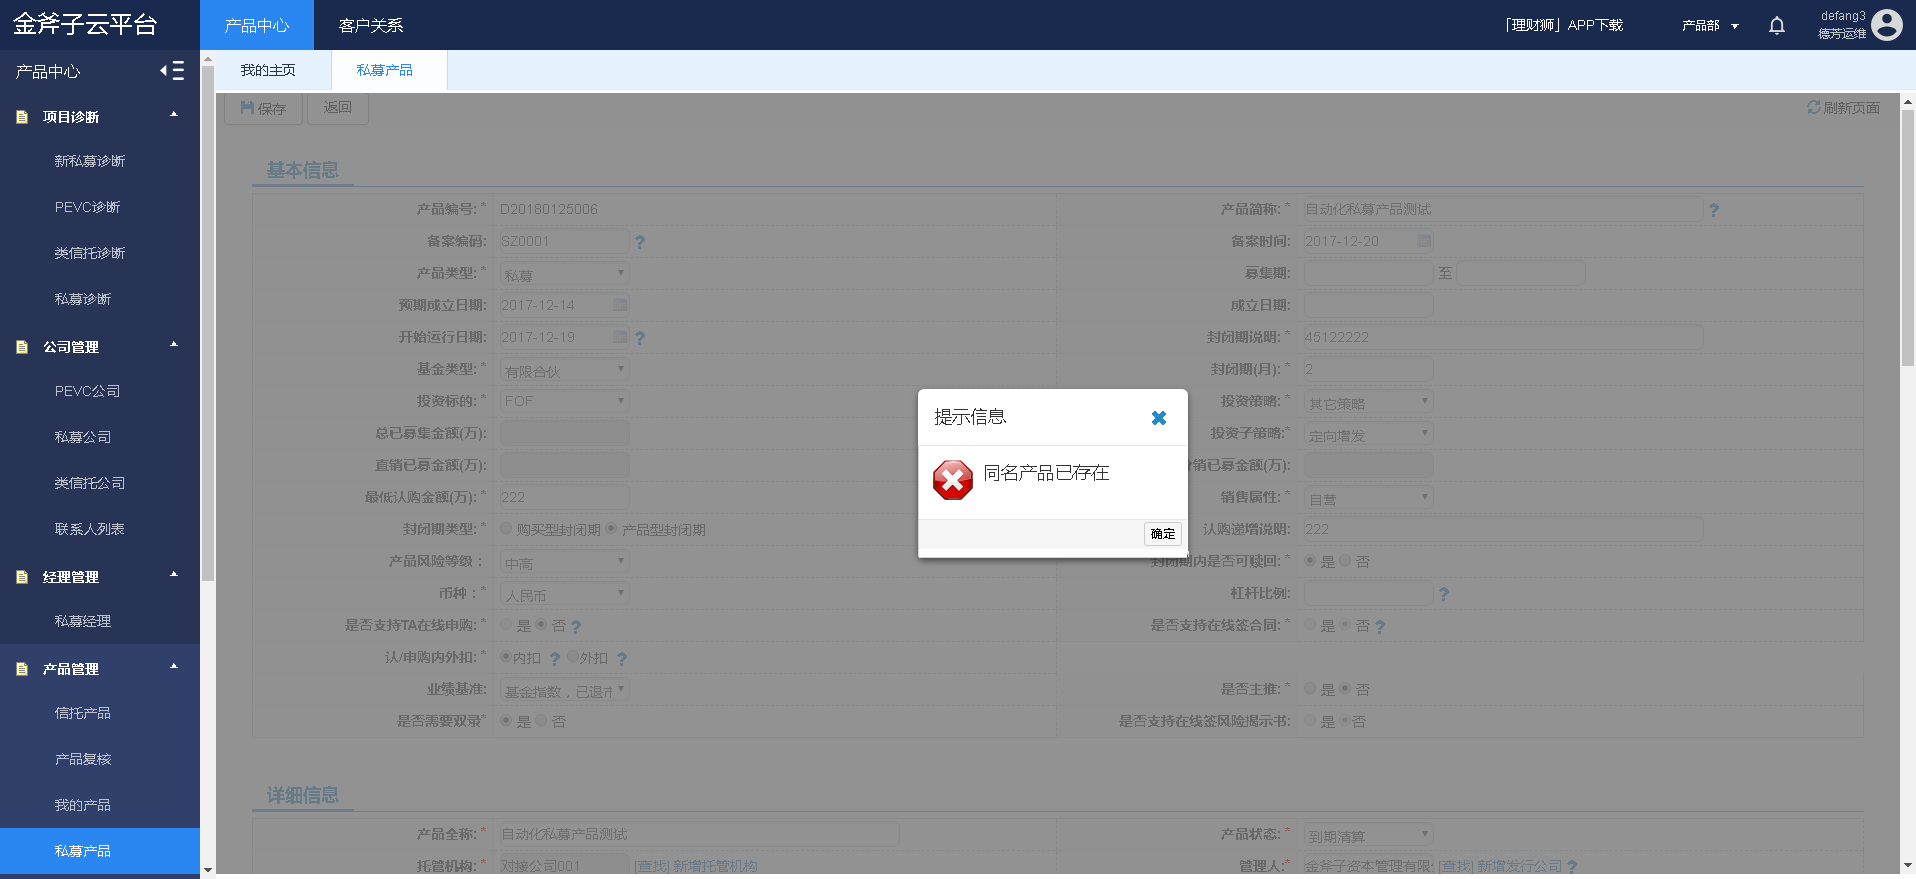 金斧子云平台 产品中心 客户关系 「理财狮」APP下载 产品部 defang3
德芳运维
产品中心 我的主页 私募产品
保存 返回 刷新页面
项目诊断
新私募诊断
PEVC诊断
类信托诊断
私募诊断
公司管理
PEVC公司
私募公司
类信托公司
联系人列表
经理管理
私募经理
产品管理
信托产品
产品复核
我的产品
私募产品
基本信息
产品编号:* D20180125006 产品简称:* 自动化私募产品测试 ?
备案编码: SZ0001 ? 备案时间: 2017-12-20
产品类型:* 私募 募集期: 至
预期成立日期: 2017-12-14 成立日期:
开始运行日期: 2017-12-19 ? 封闭期说明:* 45122222
基金类型:* 有限合伙 封闭期(月):* 2
投资标的:* FOF 投资策略:* 其它策略
总已募集金额(万): 投资子策略:* 定向增发
直销已募金额(万): 销已募金额(万):
最低认购金额(万):* 222 销售属性:* 自营
封闭期类型:* 购买型封闭期 产品型封闭期 认购递增说明: 222
产品风险等级:* 中高 封闭期内是否可赎回:* 是 否
币种:* 人民币 杠杆比例: ?
是否支持TA在线申购:* 是 否 ? 是否支持在线签合同:* 是 否 ?
认/申购内外扣:* 内扣 ? 外扣 ?
业绩基准: 基金指数,已退市 是否主推:* 是 否
是否需要双录* 是 否 是否支持在线签风险揭示书: 是 否
提示信息
同名产品已存在
确定
详细信息
产品全称:* 自动化私募产品测试 产品状态:* 到期清算
托管机构:* 对接公司001 [查找] 新增托管机构 管理人:* 金斧子资本管理有限 [查找] 新增发行公司 ?